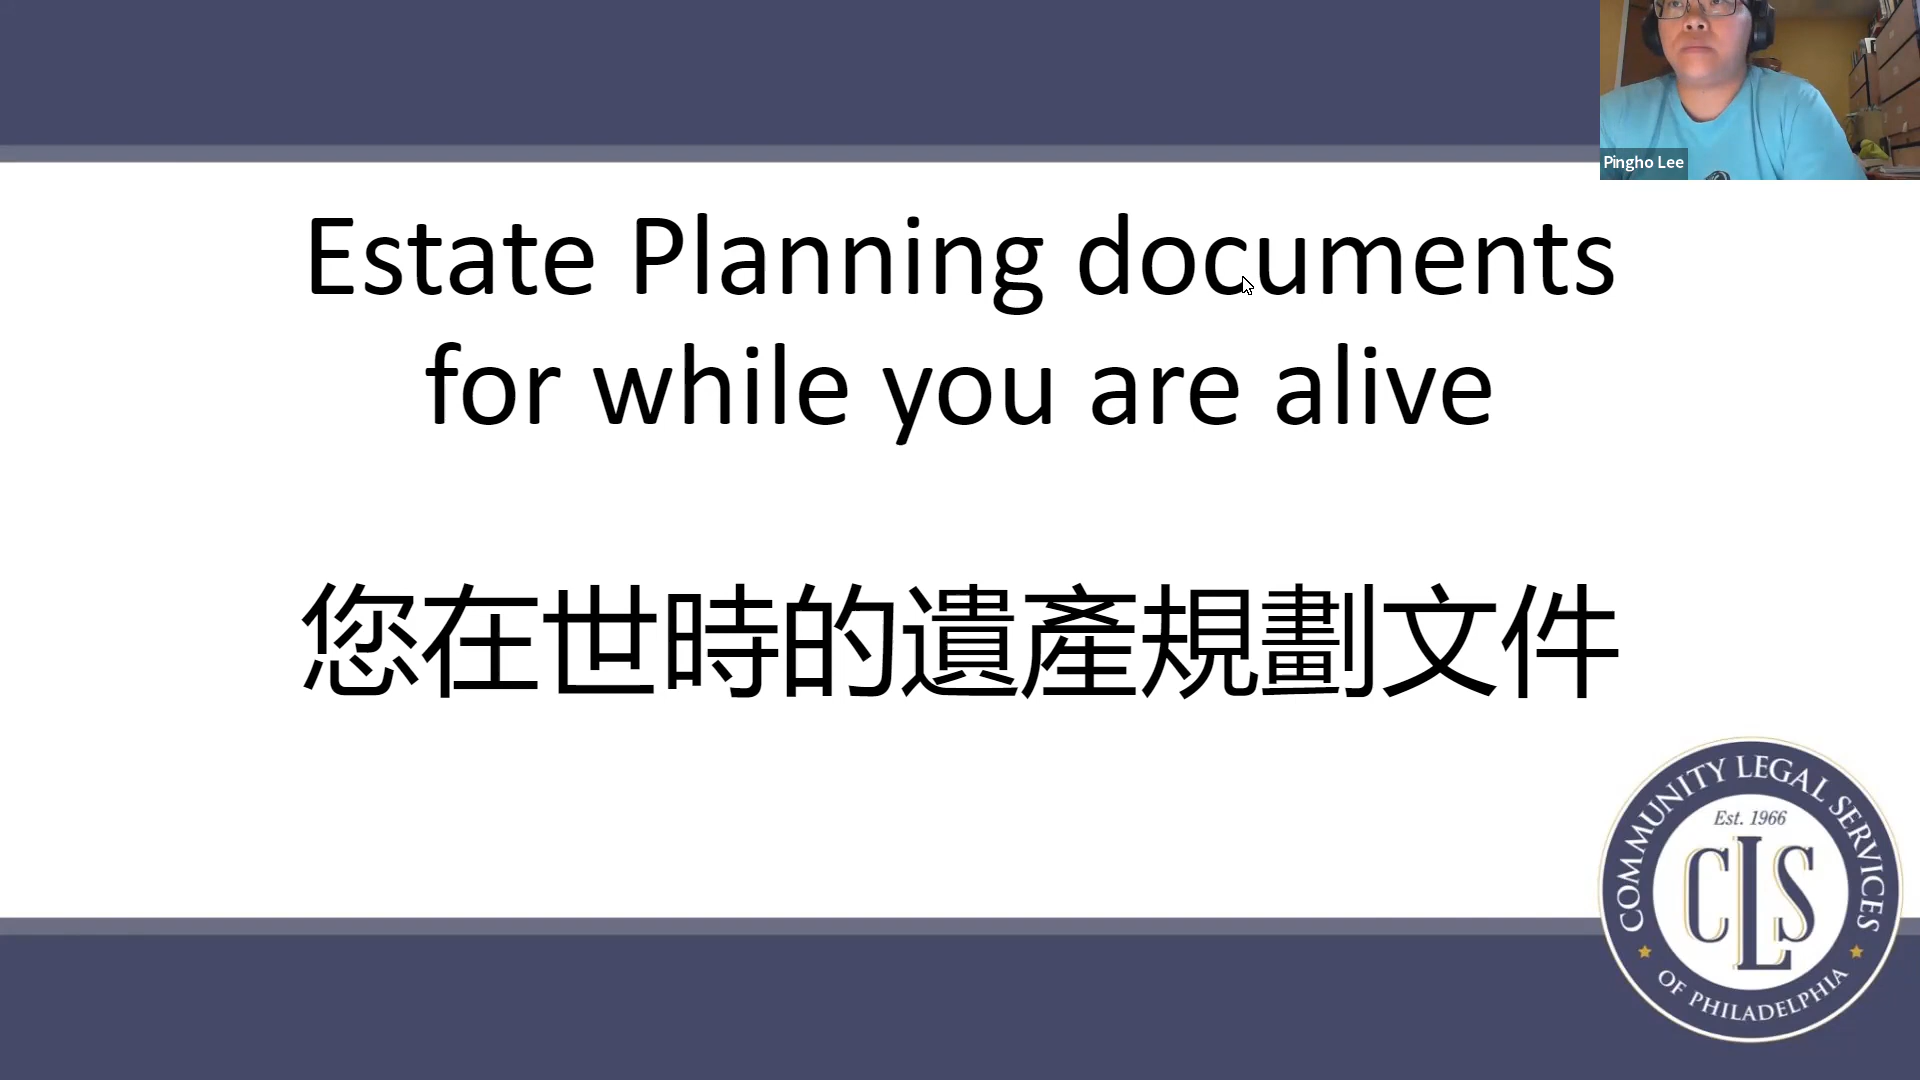 Pingho Lee
Estate Planning documents
for while you are alive
您在世時的遺產規劃文件
COMMUNITY LEGAL SERVICES
Est. 1966
CLS
OF PHILADELPHIA